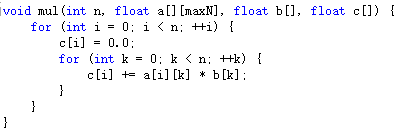 void mul(int n, float a[][maxN], float b[], float c[]) {
    for (int i = 0; i < n; ++i) {
        c[i] = 0.0;
        for (int k = 0; k < n; ++k) {
            c[i] += a[i][k] * b[k];
        }
    }
}